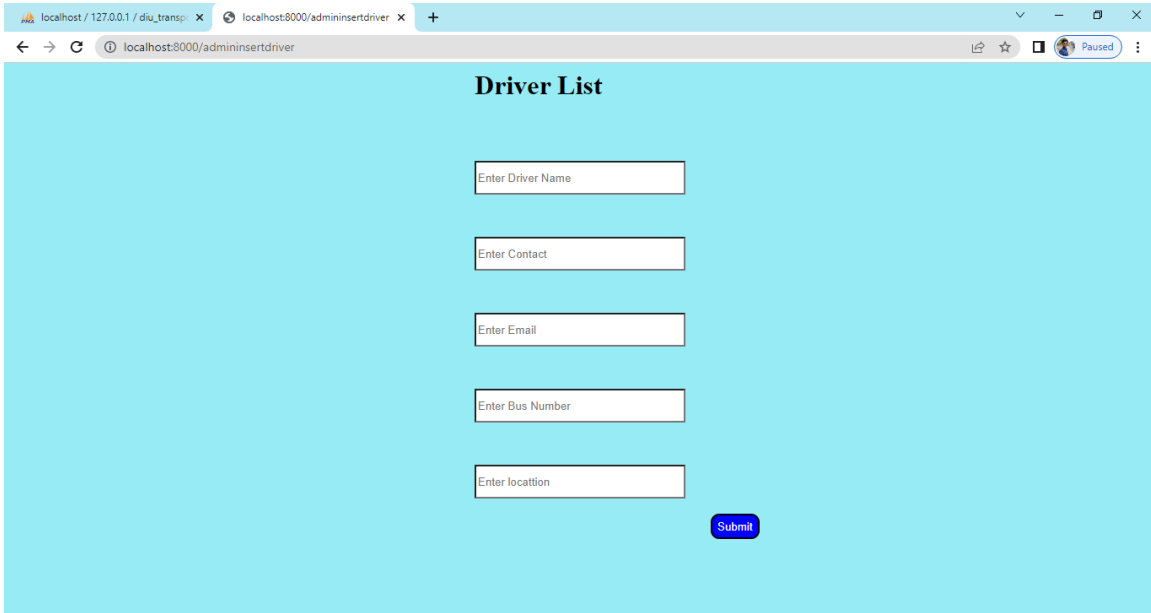 localhost / 127.0.0.1 / diu_transp
localhost:8000/admininsertdriver
localhost:8000/admininsertdriver
Paused
Driver List
Enter Driver Name
Enter Contact
Enter Email
Enter Bus Number
Enter locattion
Submit